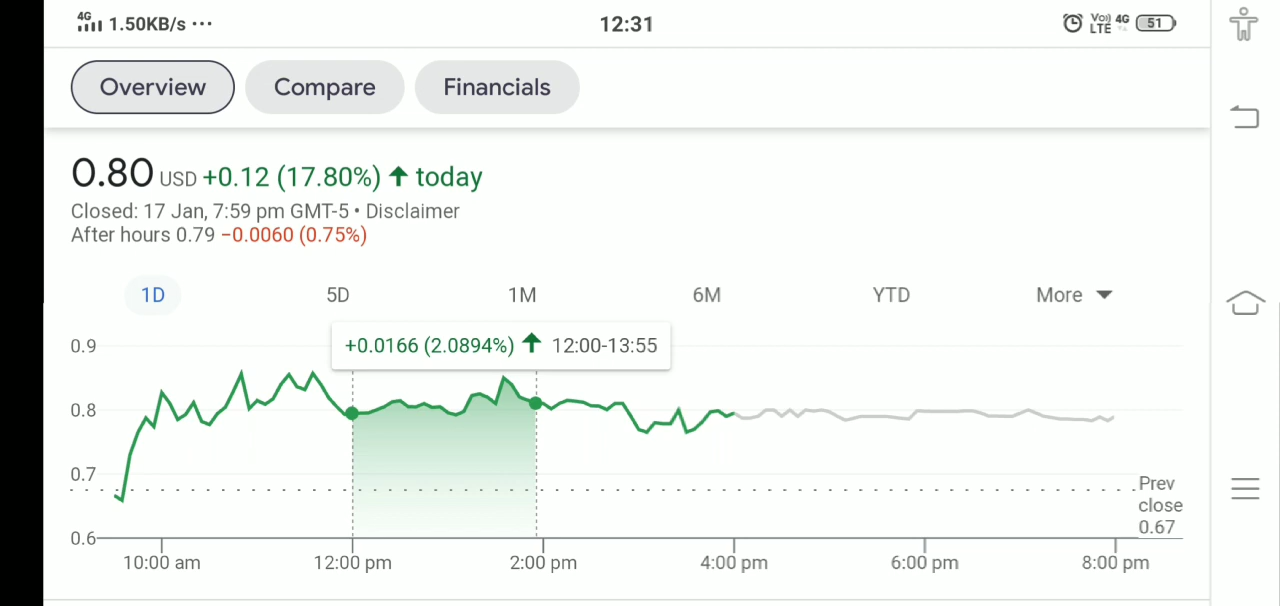 4G 1.50KB/s ··· 12:31 Vo) LTE 4G 51
Overview Compare Financials
0.80 USD +0.12 (17.80%) ↑ today
Closed: 17 Jan, 7:59 pm GMT-5 • Disclaimer
After hours 0.79 −0.0060 (0.75%)
1D 5D 1M 6M YTD More
+0.0166 (2.0894%) ↑ 12:00-13:55
0.9
0.8
0.7
0.6
Prev
close
0.67
10:00 am 12:00 pm 2:00 pm 4:00 pm 6:00 pm 8:00 pm